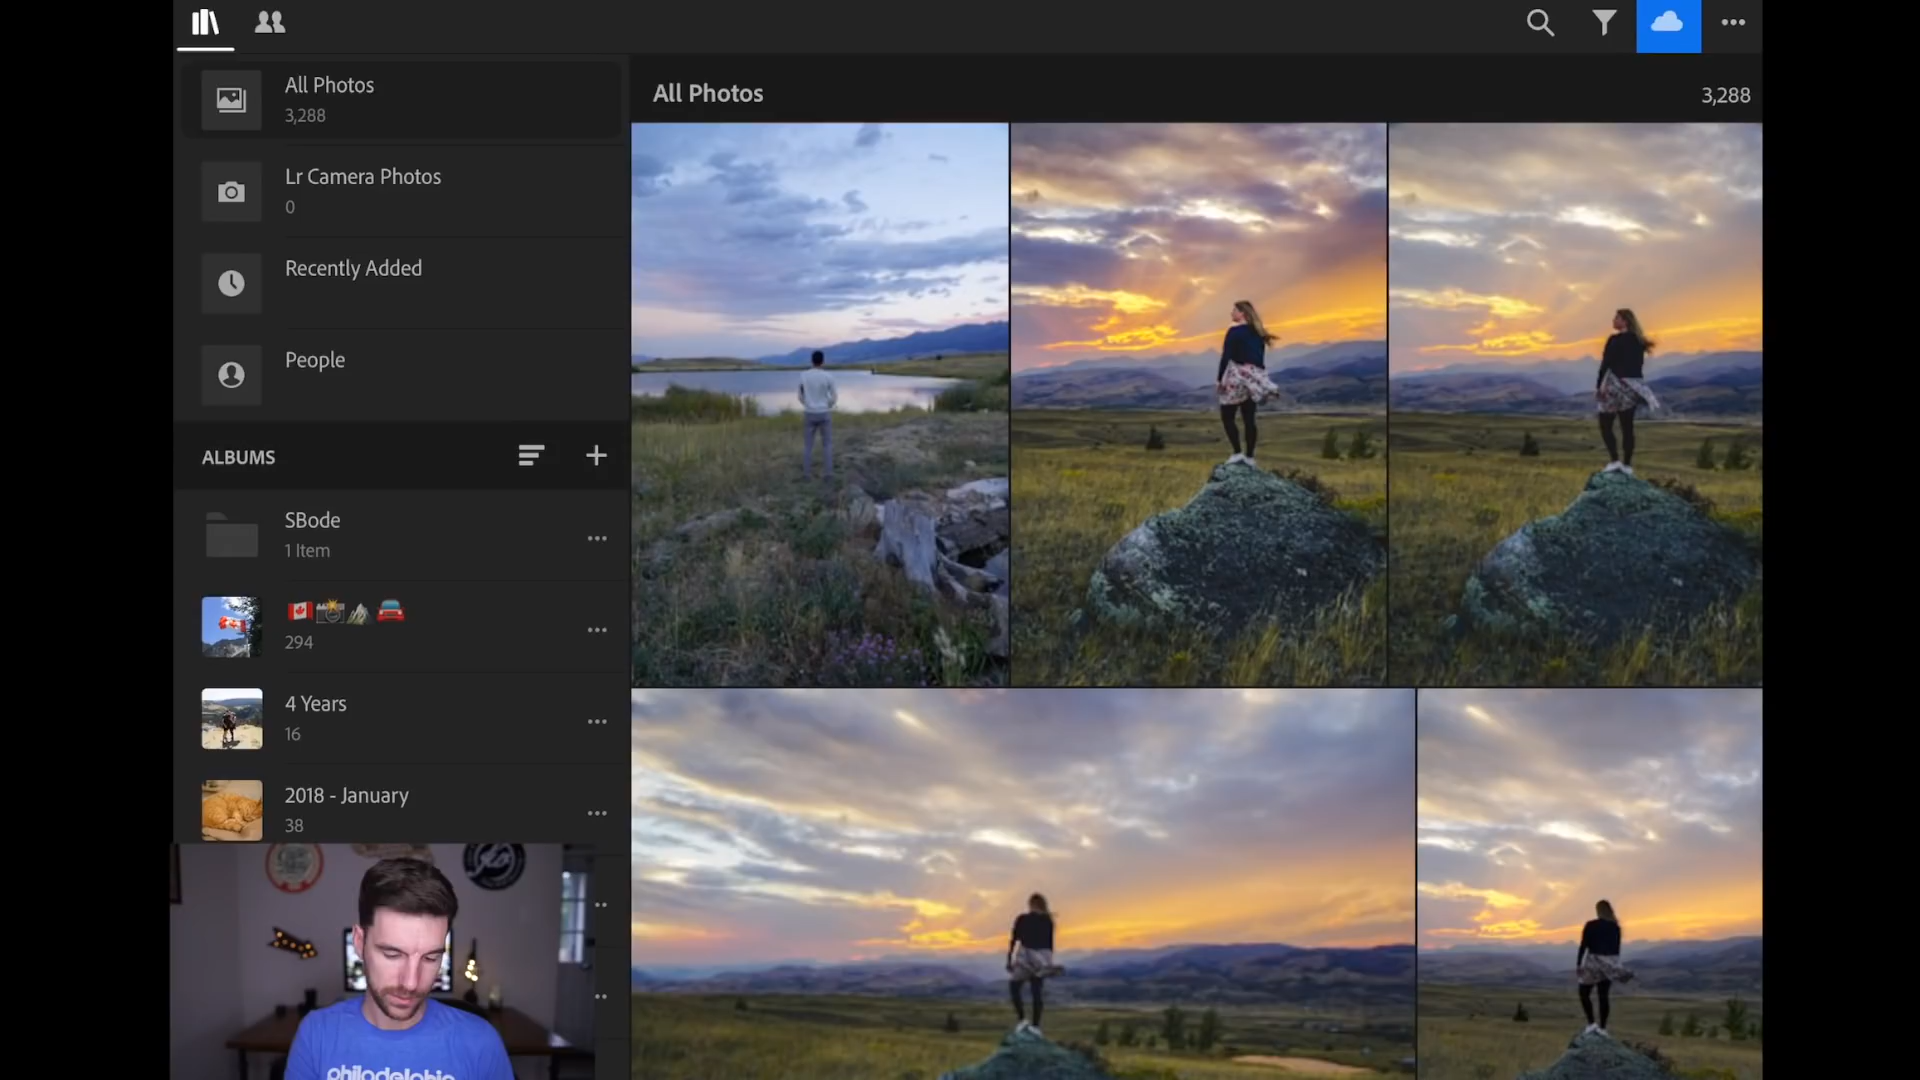 All Photos
3,288
Lr Camera Photos
0
Recently Added
People
ALBUMS
SBode
1 Item
294
4 Years
16
2018 - January
38
All Photos
3,288
philadelphia